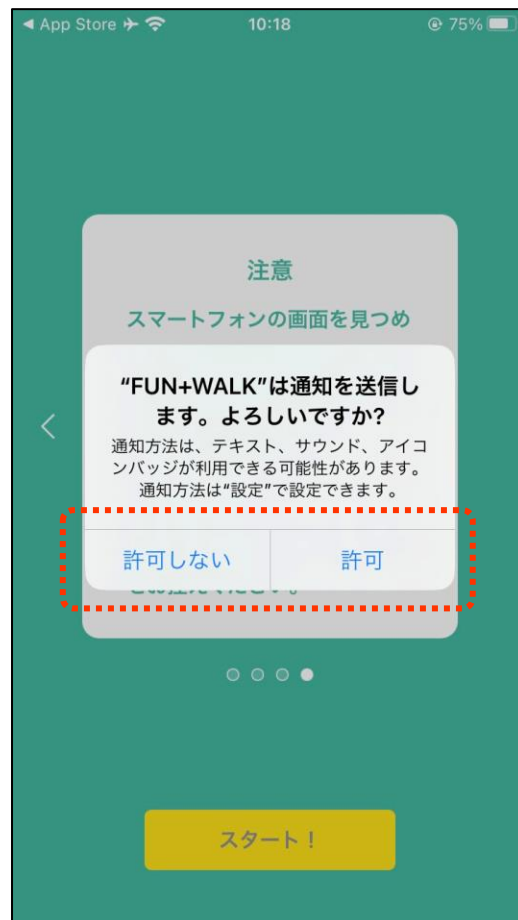 App Store 10:18 75%
注意
スマートフォンの画面を見つめ
“FUN+WALK”は通知を送信し
ます。よろしいですか?
通知方法は、テキスト、サウンド、アイコ
ンバッジが利用できる可能性があります。
通知方法は“設定”で設定できます。
許可しない 許可
スタート！